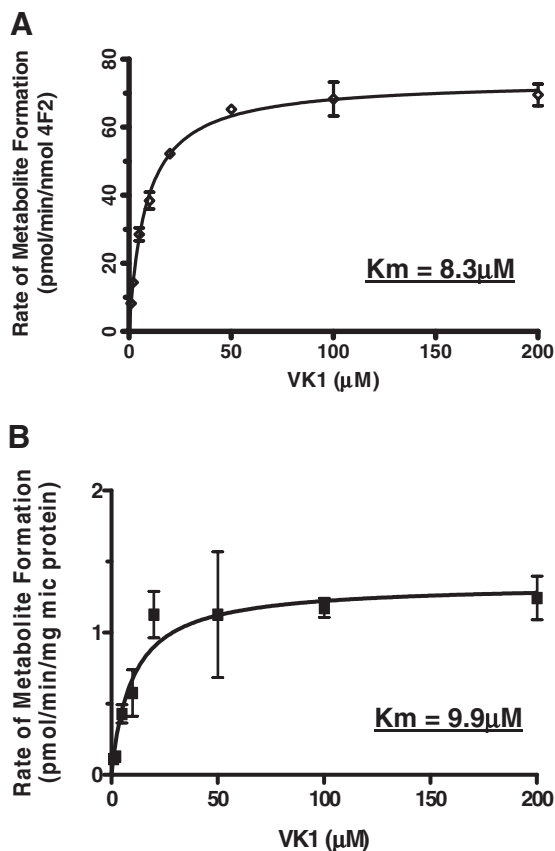 A
Rate of Metabolite Formation
(pmol/min/nmol 4F2)
80
60
40
20
0
Km = 8.3μM
0 50 100 150 200
VK1 (μM)
B
Rate of Metabolite Formation
(pmol/min/mg mic protein)
2
1
0
Km = 9.9μM
0 50 100 150 200
VK1 (μM)